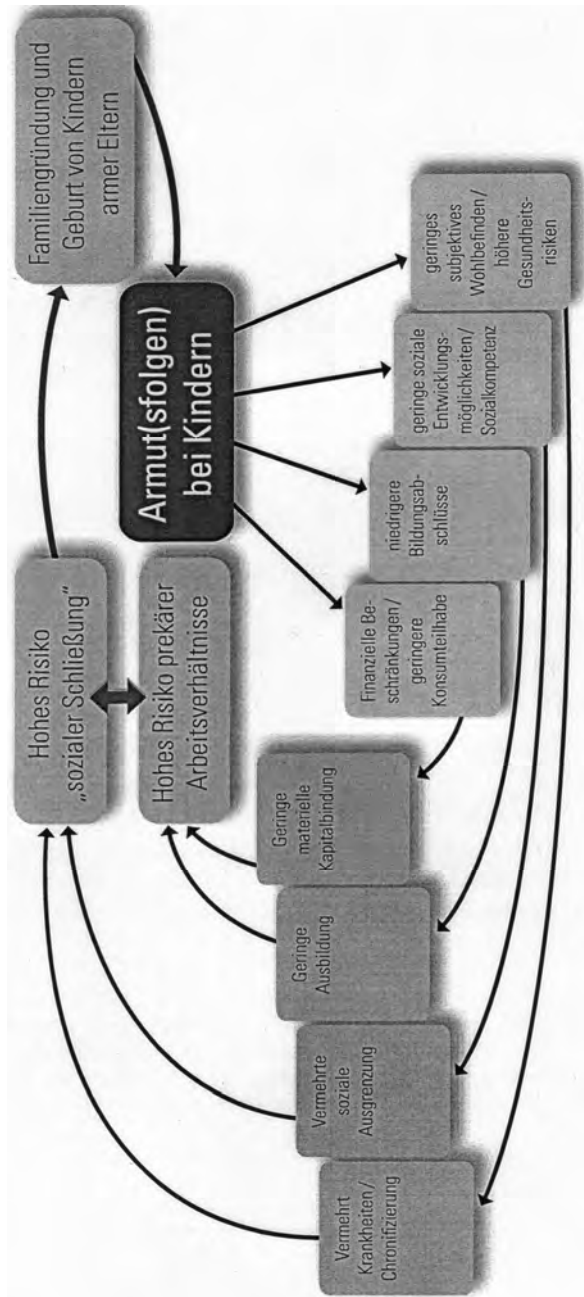 Familiengründung und
Geburt von Kindern
armer Eltern
Armut(sfolgen)
bei Kindern
geringes
subjektives
Wohlbefinden/
höhere
Gesundheits-
risiken
geringe soziale
Entwicklungs-
möglichkeiten/
Sozialkompetenz
niedrigere
Bildungsab-
schlüsse
Finanzielle Be-
schränkungen/
geringere
Konsumteilhabe
Geringe
materielle
Kapitalbindung
Geringe
Ausbildung
Vermehrte
soziale
Ausgrenzung
Vermehrt
Krankheiten/
Chronifizierung
Hohes Risiko prekärer
Arbeitsverhältnisse
Hohes Risiko
„sozialer Schließung“